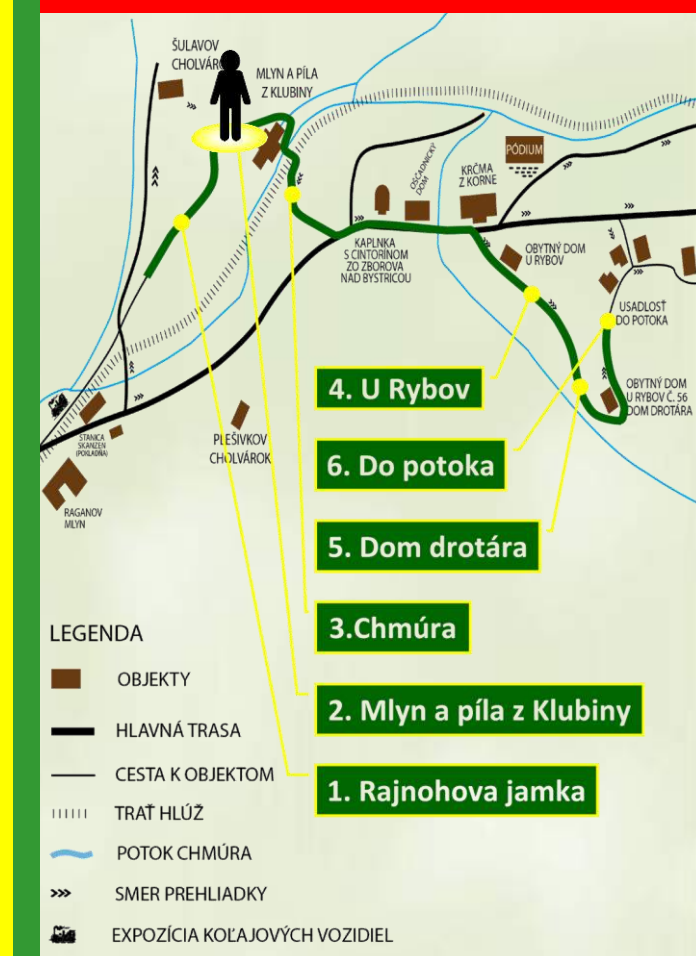 ŠULAVOV
CHOLVÁROK
MLYN A PÍLA
Z KLUBINY
OŠČADNICKÝ
DOM
KRČMA
Z KORNE
PÓDIUM
KAPLNKA
S CINTORÍNOM
ZO ZBOROVA
NAD BYSTRICOU
OBYTNÝ DOM
U RYBOV
USADLOSŤ
DO POTOKA
OBYTNÝ DOM
U RYBOV Č. 56
DOM DROTÁRA
PLEŠIVKOV
CHOLVÁROK
STANICA
SKANZEN
(POKLADŇA)
RAGANOV
MLYN
4. U Rybov
6. Do potoka
5. Dom drotára
3.Chmúra
2. Mlyn a píla z Klubiny
1. Rajnohova jamka
LEGENDA
OBJEKTY
HLAVNÁ TRASA
CESTA K OBJEKTOM
TRAŤ HLÚŽ
POTOK CHMÚRA
SMER PREHLIADKY
EXPOZÍCIA KOĽAJOVÝCH VOZIDIEL